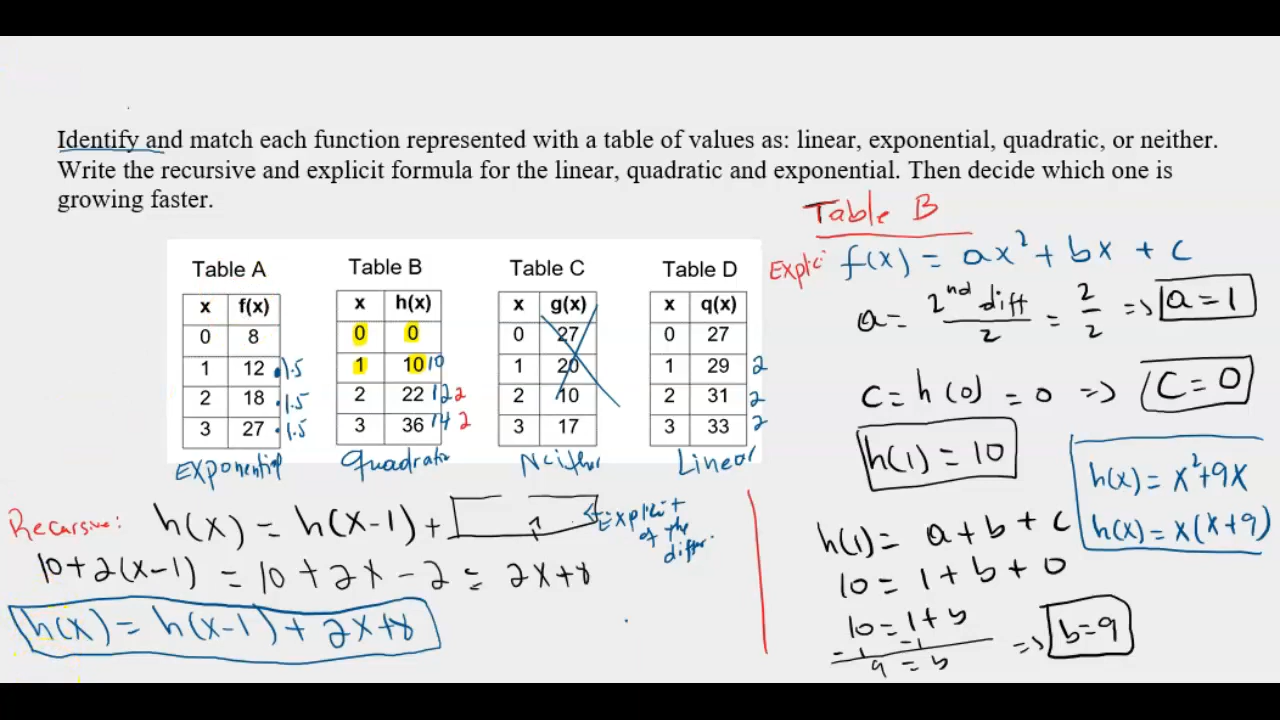 Identify and match each function represented with a table of values as: linear, exponential, quadratic, or neither.
Write the recursive and explicit formula for the linear, quadratic and exponential. Then decide which one is
growing faster.
Table A
x f(x)
0 8
1 12 •1.5
2 18 •1.5
3 27 •1.5
Exponential
Table B
x h(x)
0 0
1 10 10
2 22 12 2
3 36 14 2
Quadratic
Table C
x g(x)
0 27
1 20
2 10
3 17
Neither
Table D
x q(x)
0 27
1 29 2
2 31 2
3 33 2
Linear
Recursive: h(x) = h(x-1) +
Explicit
of the
differ.
10+2(x-1) = 10+2x-2 = 2x+8
h(x) = h(x-1) + 2x+8
Table B
Explici f(x) = ax²+bx+c
a = 2nd diff / 2 = 2/2 => a=1
c = h(0) = 0 => c=0
h(1) = 10
h(x) = x²+9x
h(x) = x(x+9)
h(1) = a+b+c
10 = 1+b+0
10 = 1+b
-1 -1
9 = b => b=9